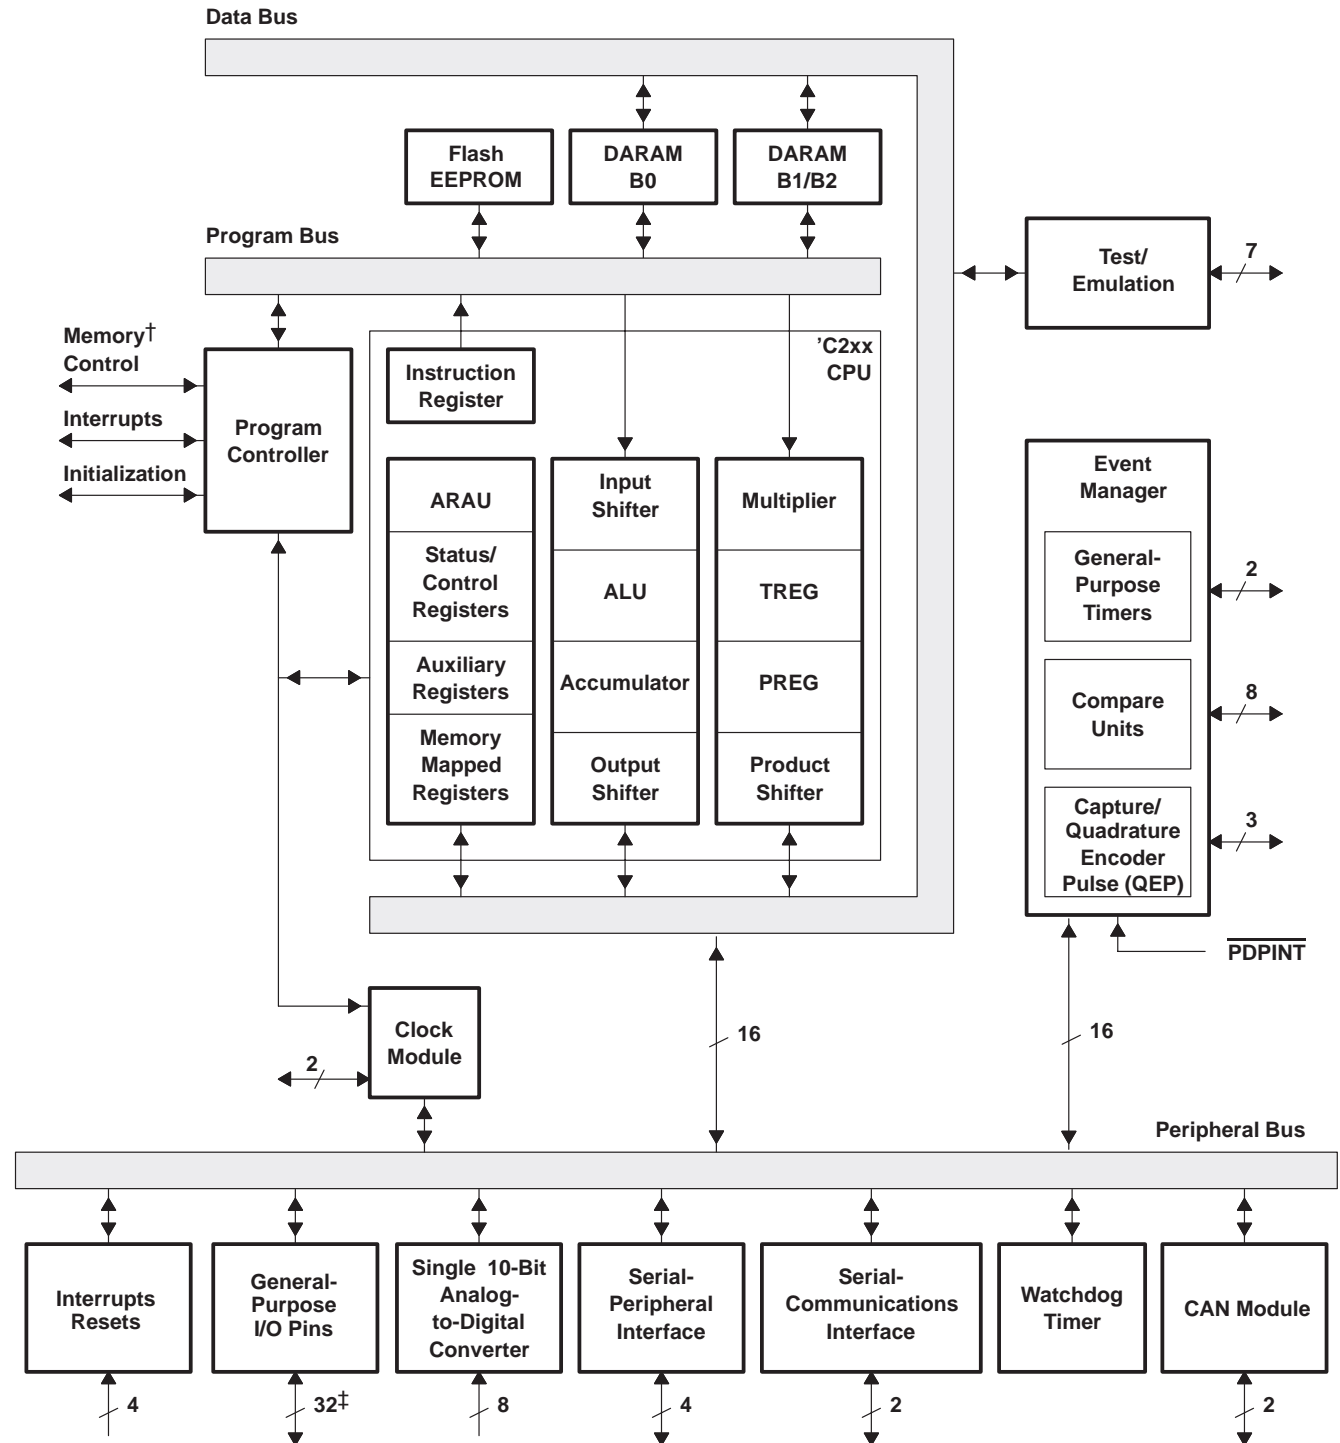 Data Bus
Flash
EEPROM
DARAM
B0
DARAM
B1/B2
Program Bus
Test/
Emulation
7
Memory†
Control
Interrupts
Initialization
Program
Controller
Instruction
Register
'C2xx
CPU
ARAU
Status/
Control
Registers
Auxiliary
Registers
Memory
Mapped
Registers
Input
Shifter
ALU
Accumulator
Output
Shifter
Multiplier
TREG
PREG
Product
Shifter
Event
Manager
General-
Purpose
Timers
2
Compare
Units
8
Capture/
Quadrature
Encoder
Pulse (QEP)
3
PDPINT
Clock
Module
2
16
16
Peripheral Bus
Interrupts
Resets
General-
Purpose
I/O Pins
Single 10-Bit
Analog-
to-Digital
Converter
Serial-
Peripheral
Interface
Serial-
Communications
Interface
Watchdog
Timer
CAN Module
4
32‡
8
4
2
2